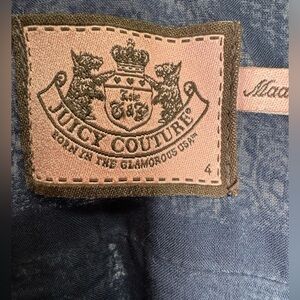 JUICY COUTURE
BORN IN THE GLAMOROUS USA™
4